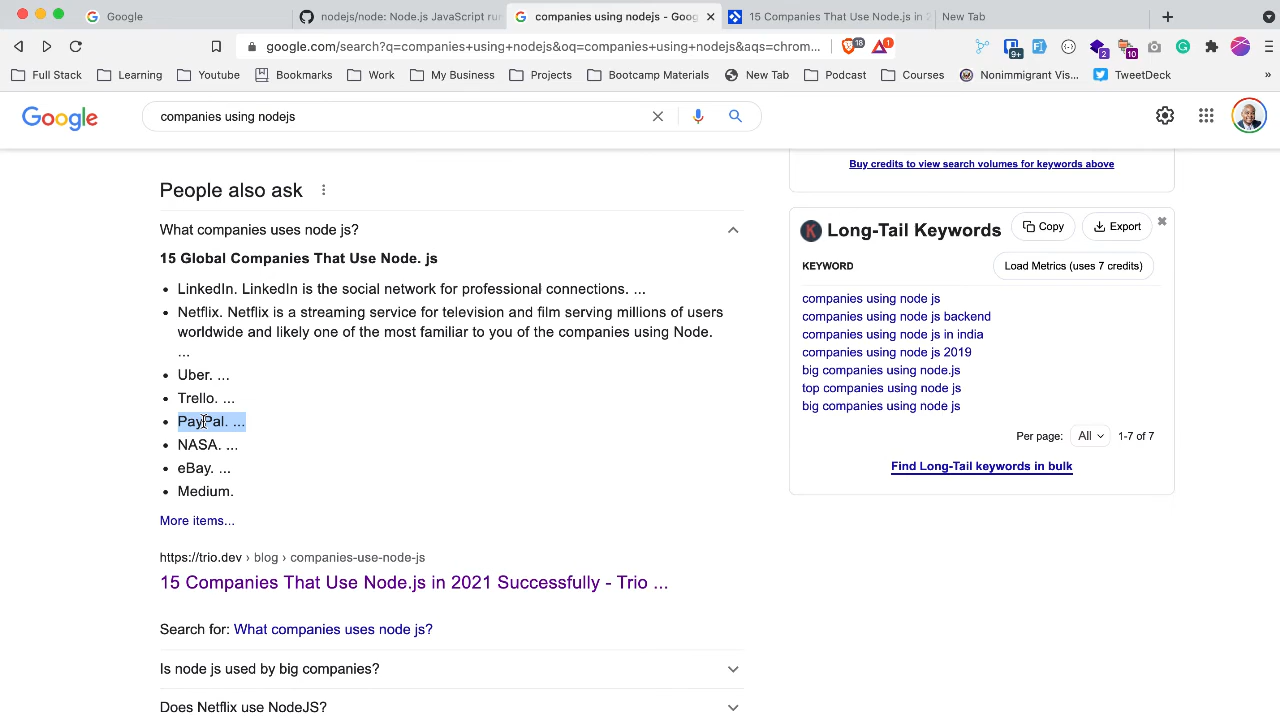 Google
nodejs/node: Node.js JavaScript run
companies using nodejs - Goog
15 Companies That Use Node.js in 2
New Tab
google.com/search?q=companies+using+nodejs&oq=companies+using+nodejs&aqs=chrom...
18
1
9+
2
10
Full Stack
Learning
Youtube
Bookmarks
Work
My Business
Projects
Bootcamp Materials
New Tab
Podcast
Courses
Nonimmigrant Vis...
TweetDeck
»
Google
companies using nodejs
Buy credits to view search volumes for keywords above
People also ask
What companies uses node js?
15 Global Companies That Use Node. js
• LinkedIn. LinkedIn is the social network for professional connections. ...
• Netflix. Netflix is a streaming service for television and film serving millions of users
worldwide and likely one of the most familiar to you of the companies using Node.
...
• Uber. ...
• Trello. ...
• PayPal. ...
• NASA. ...
• eBay. ...
• Medium.
More items...
https://trio.dev › blog › companies-use-node-js
15 Companies That Use Node.js in 2021 Successfully - Trio ...
Search for: What companies uses node js?
Is node js used by big companies?
Does Netflix use NodeJS?
K
Long-Tail Keywords
Copy
Export
KEYWORD
Load Metrics (uses 7 credits)
companies using node js
companies using node js backend
companies using node js in india
companies using node js 2019
big companies using node.js
top companies using node js
big companies using node js
Per page:
All
1-7 of 7
Find Long-Tail keywords in bulk